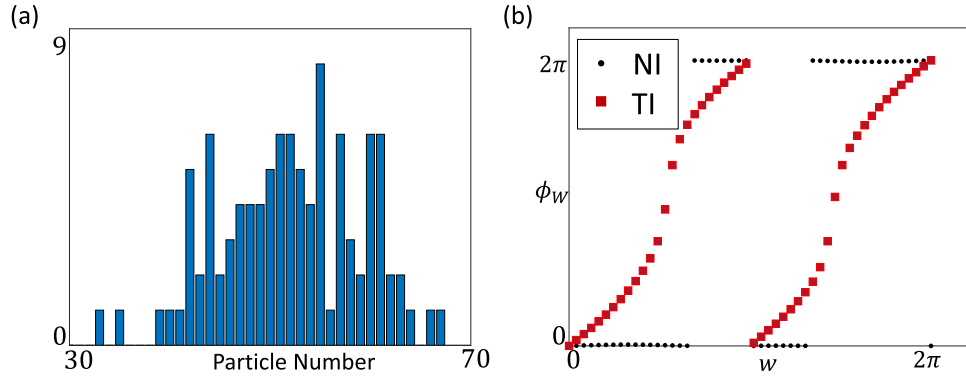 (a)
9
0
30
Particle Number
70
(b)
2π
NI
TI
ϕ_W
0
0
w
2π